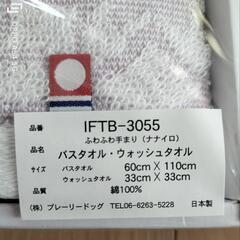 品番 IFTB-3055
ふわふわ手まり（ナナイロ）
品名 バスタオル・ウォッシュタオル
サイズ バスタオル 60cm X 110cm
ウォッシュタオル 33cm X 33cm
綿100%
(株) プレーリードッグ TEL06-6263-5228 日本製